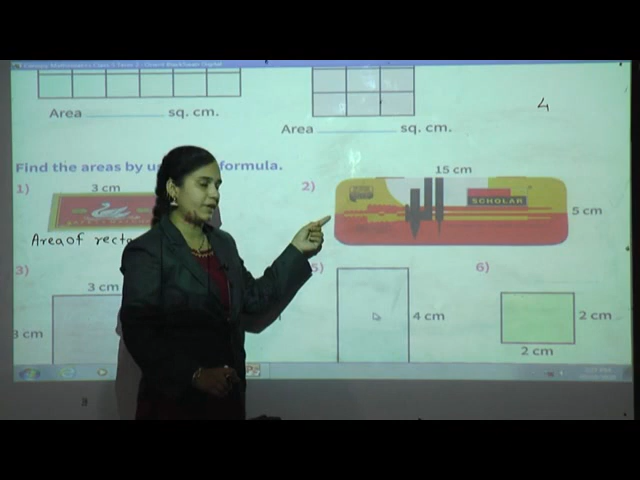 Area sq. cm.
Area sq. cm.
4
Find the areas by formula.
1)
3 cm
2)
15 cm
SCHOLAR
5 cm
Area of
3)
3 cm
3 cm
5)
4 cm
6)
2 cm
2 cm